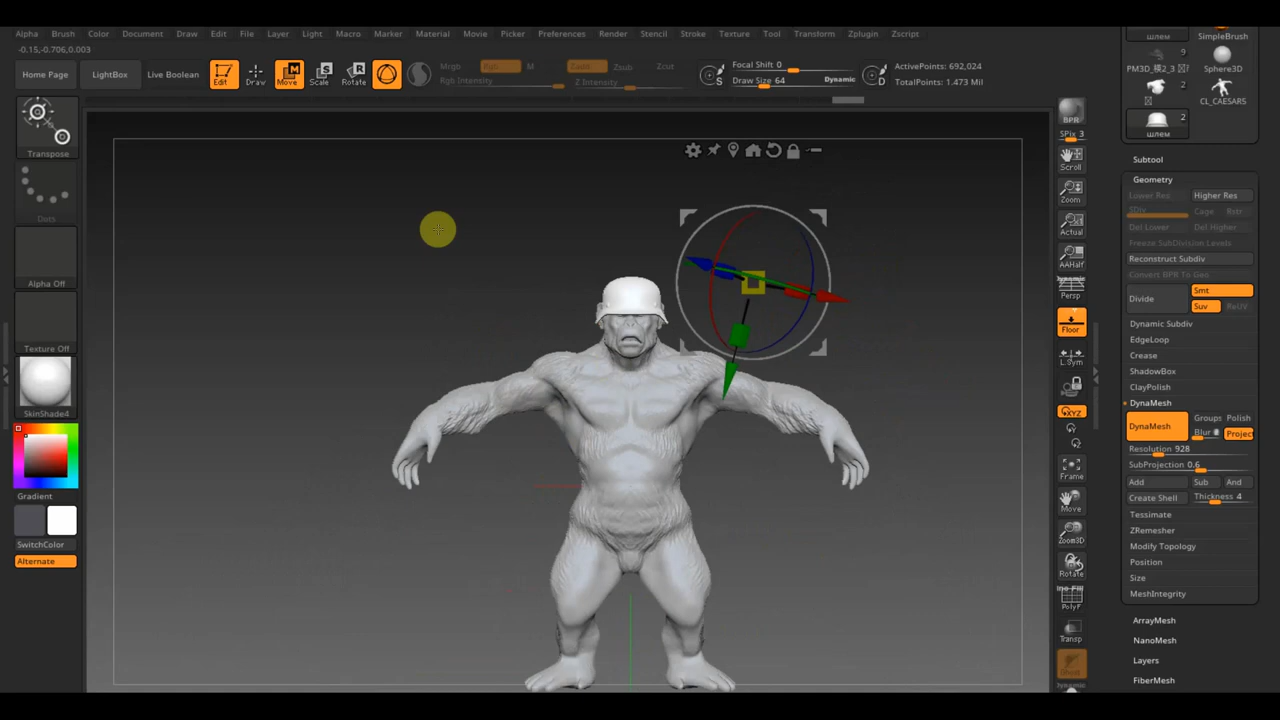 Alpha Brush Color Document Draw Edit File Layer Light Macro Marker Material Movie Picker Preferences Render Stencil Stroke Texture Tool Transform Zplugin Zscript
-0.15,-0.706,0.003
Home Page LightBox Live Boolean Edit Draw Move Scale Rotate
Mrgb Rgb M Zadd Zsub Zcut
Rgb Intensity Z Intensity
S Focal Shift 0
Draw Size 64 Dynamic D
ActivePoints: 692,024
TotalPoints: 1.473 Mil
Transpose
Dots
Alpha Off
Texture Off
SkinShade4
Gradient
SwitchColor
Alternate
BPR
SPix 3
Scroll
Zoom
Actual
AAHalf
Dynamic
Persp
Floor
L.Sym
XYZ
Frame
Move
Zoom3D
Rotate
PolyF
Transp
Dynamic
шлем SimpleBrush
9
Sphere3D
2
CL_CAESARS
2
шлем
Subtool
Geometry
Lower Res Higher Res
SDiv Cage Rstr
Del Lower Del Higher
Freeze SubDivision Levels
Reconstruct Subdiv
Convert BPR To Geo
Divide Smt
Suv ReUV
Dynamic Subdiv
EdgeLoop
Crease
ShadowBox
ClayPolish
DynaMesh
DynaMesh Groups Polish
Blur Project
Resolution 928
SubProjection 0.6
Add Sub And
Create Shell Thickness 4
Tessimate
ZRemesher
Modify Topology
Position
Size
MeshIntegrity
ArrayMesh
NanoMesh
Layers
FiberMesh